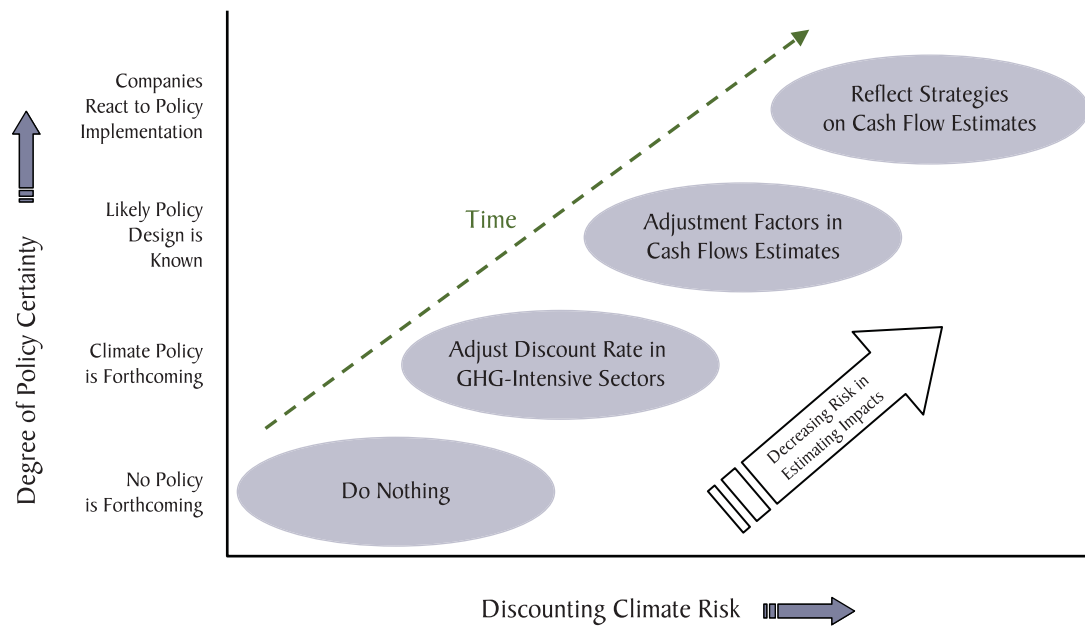 Companies
React to Policy
Implementation
Reflect Strategies
on Cash Flow Estimates
Likely Policy
Design is
Known
Time
Adjustment Factors in
Cash Flows Estimates
Climate Policy
is Forthcoming
Adjust Discount Rate in
GHG-Intensive Sectors
Decreasing Risk in
Estimating Impacts
No Policy
is Forthcoming
Do Nothing
Degree of Policy Certainty
Discounting Climate Risk